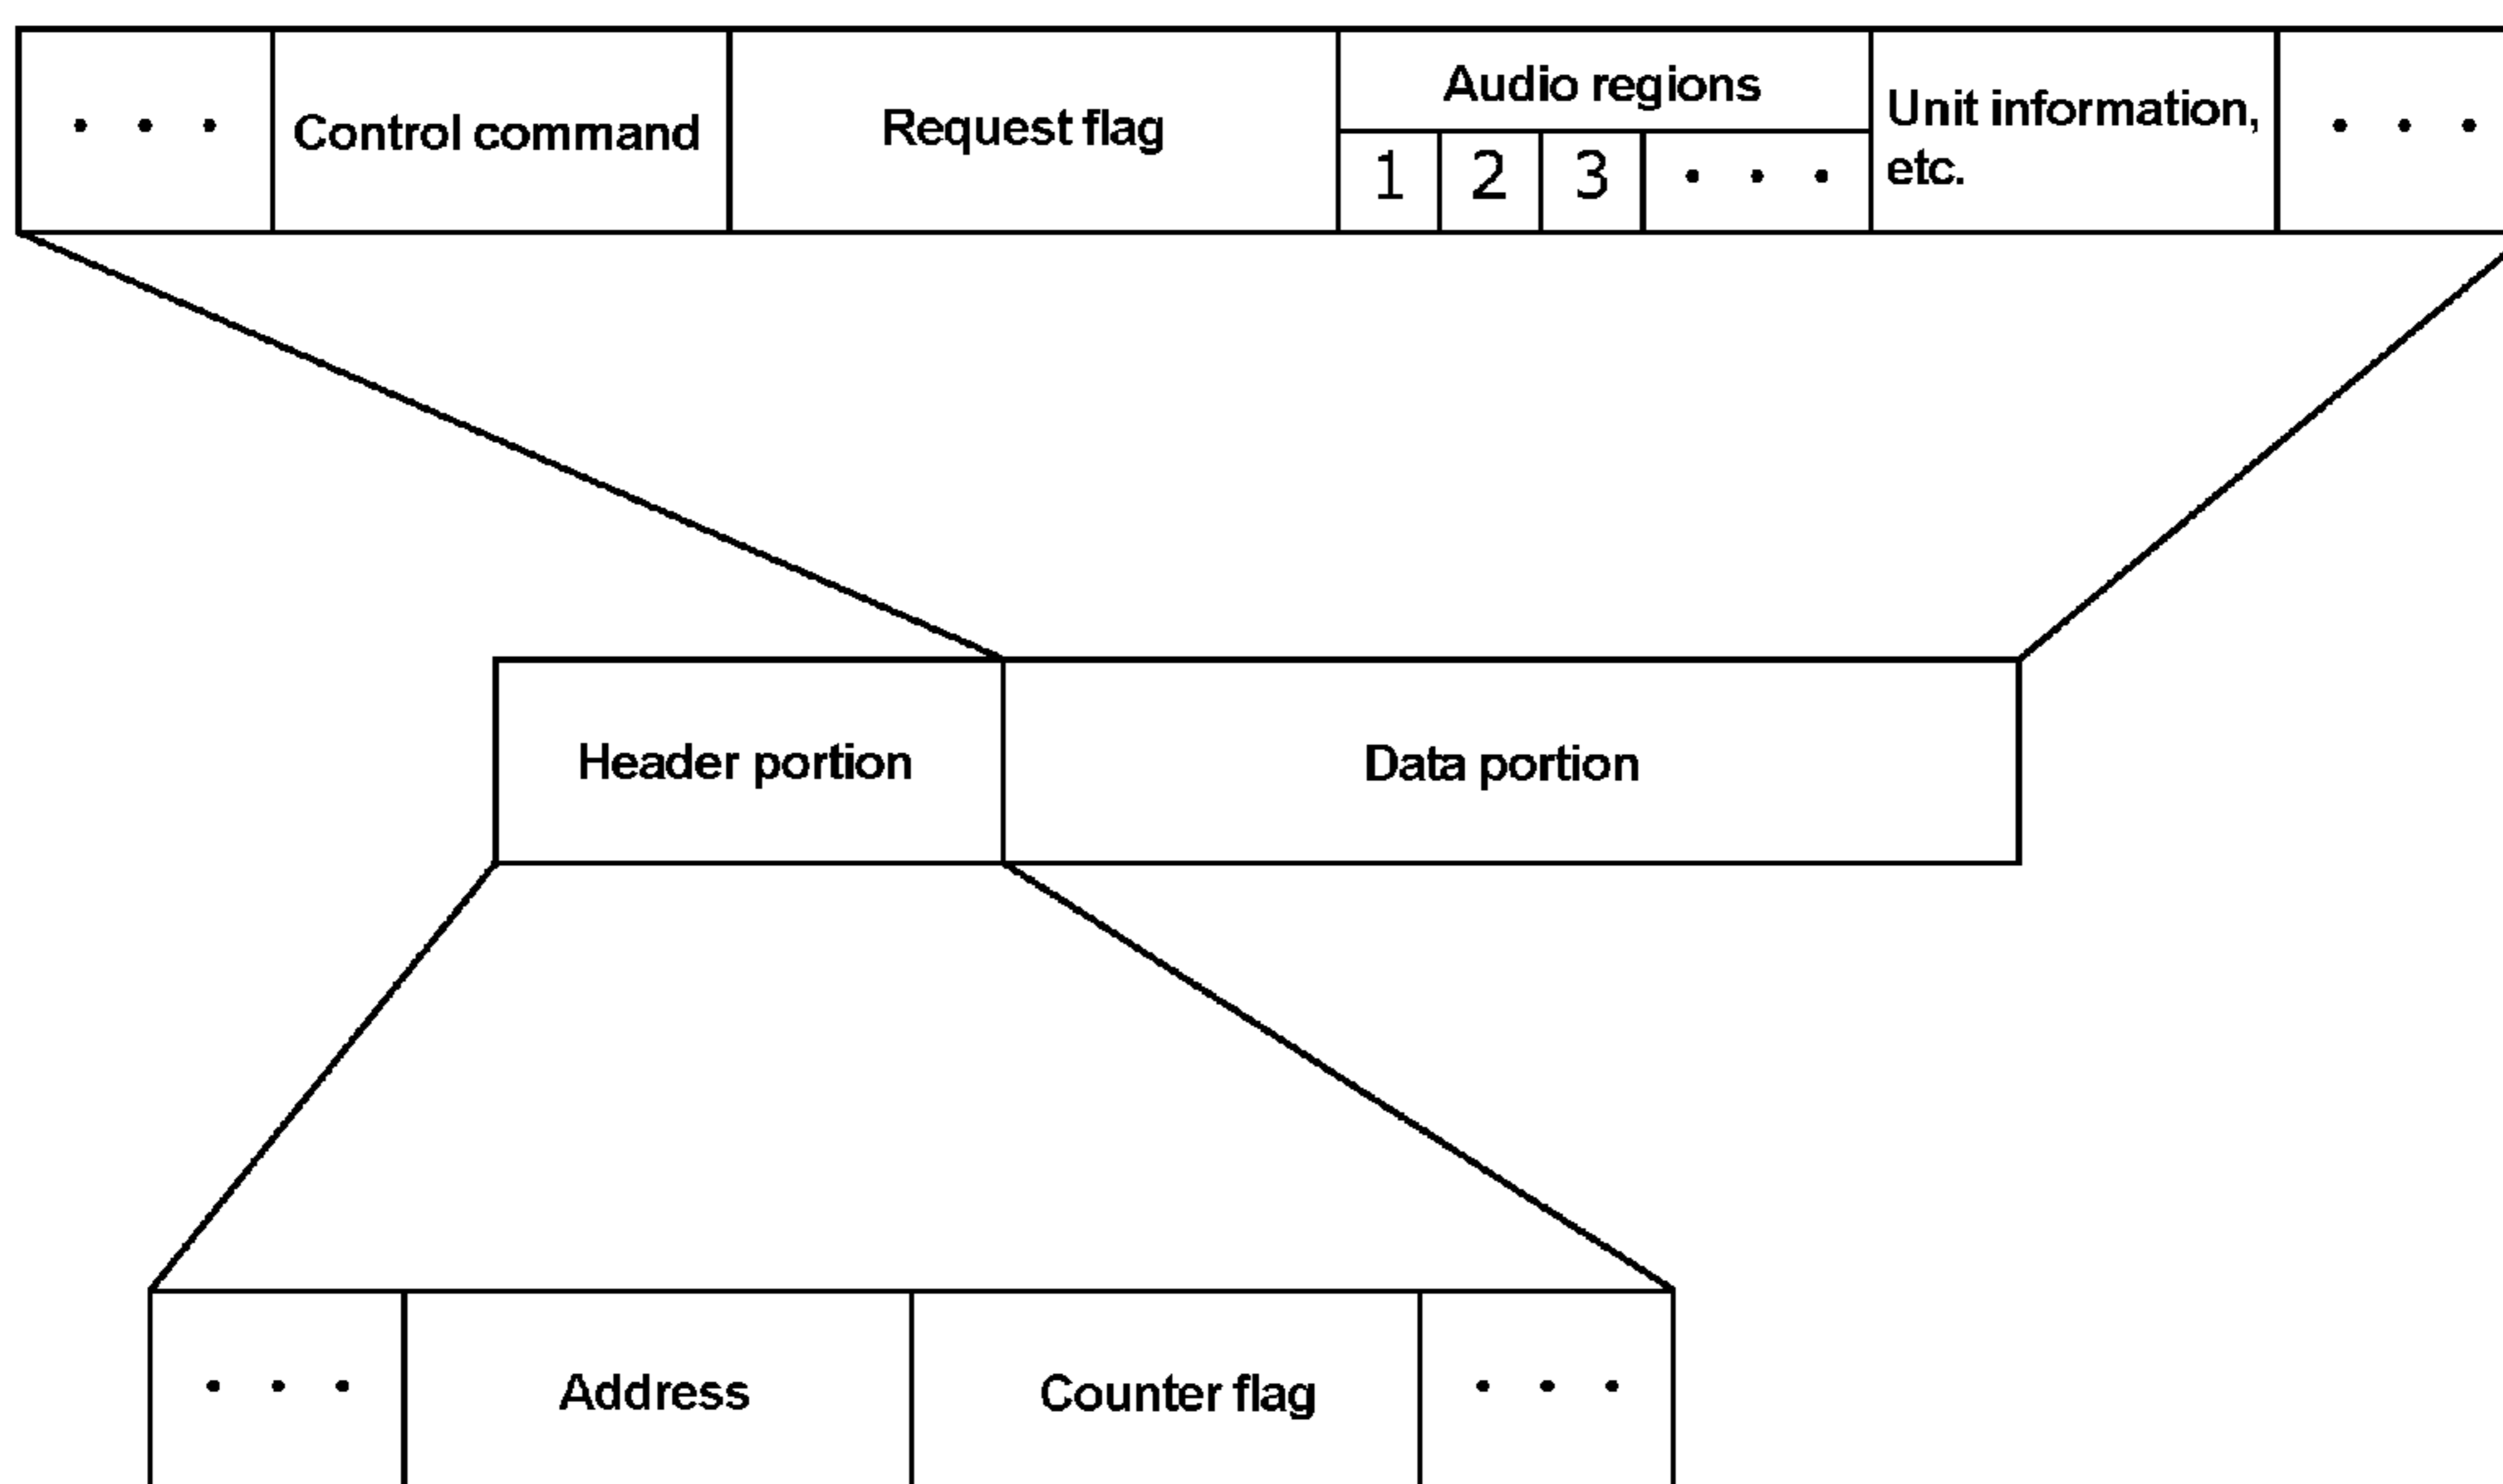 • • •
Control command
Request flag
Audio regions
1 2 3 • • •
Unit information,
etc.
• • •
Header portion
Data portion
• • •
Address
Counter flag
• • •